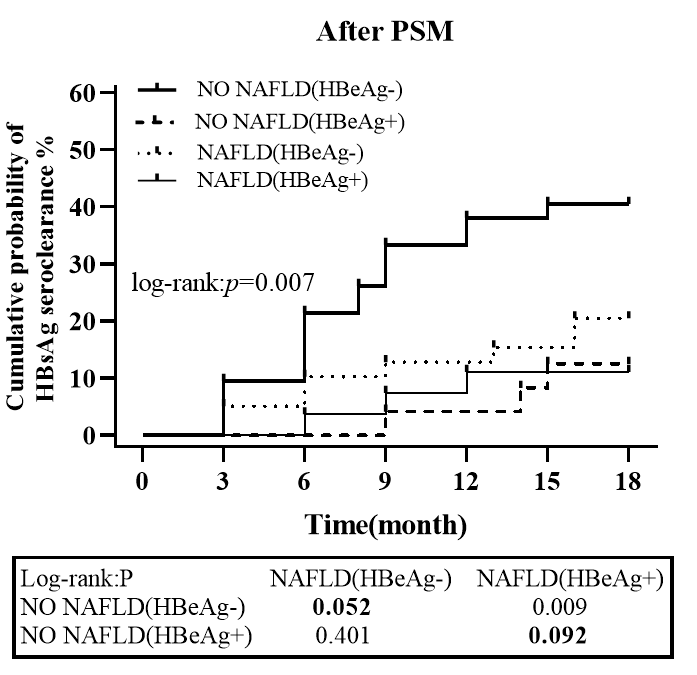 After PSM
Cumulative probability of
HBsAg seroclearance %
60
50
40
30
20
10
0
NO NAFLD(HBeAg-)
NO NAFLD(HBeAg+)
NAFLD(HBeAg-)
NAFLD(HBeAg+)
log-rank:p=0.007
0 3 6 9 12 15 18
Time(month)
Log-rank:P NAFLD(HBeAg-) NAFLD(HBeAg+)
NO NAFLD(HBeAg-) 0.052 0.009
NO NAFLD(HBeAg+) 0.401 0.092